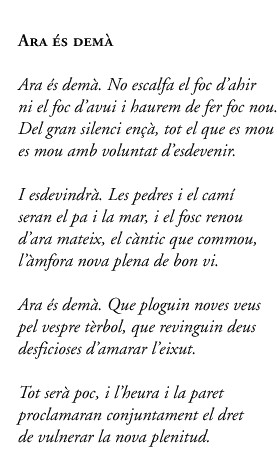 Ara és demà
Ara és demà. No escalfa el foc d'ahir
ni el foc d'avui i haurem de fer foc nou.
Del gran silenci ençà, tot el que es mou
es mou amb voluntat d'esdevenir.
I esdevindrà. Les pedres i el camí
seran el pa i la mar, i el fosc renou
d'ara mateix, el càntic que commou,
l'àmfora nova plena de bon vi.
Ara és demà. Que ploguin noves veus
pel vespre tèrbol, que revinguin deus
desficioses d'amarar l'eixut.
Tot serà poc, i l'heura i la paret
proclamaran conjuntament el dret
de vulnerar la nova plenitud.